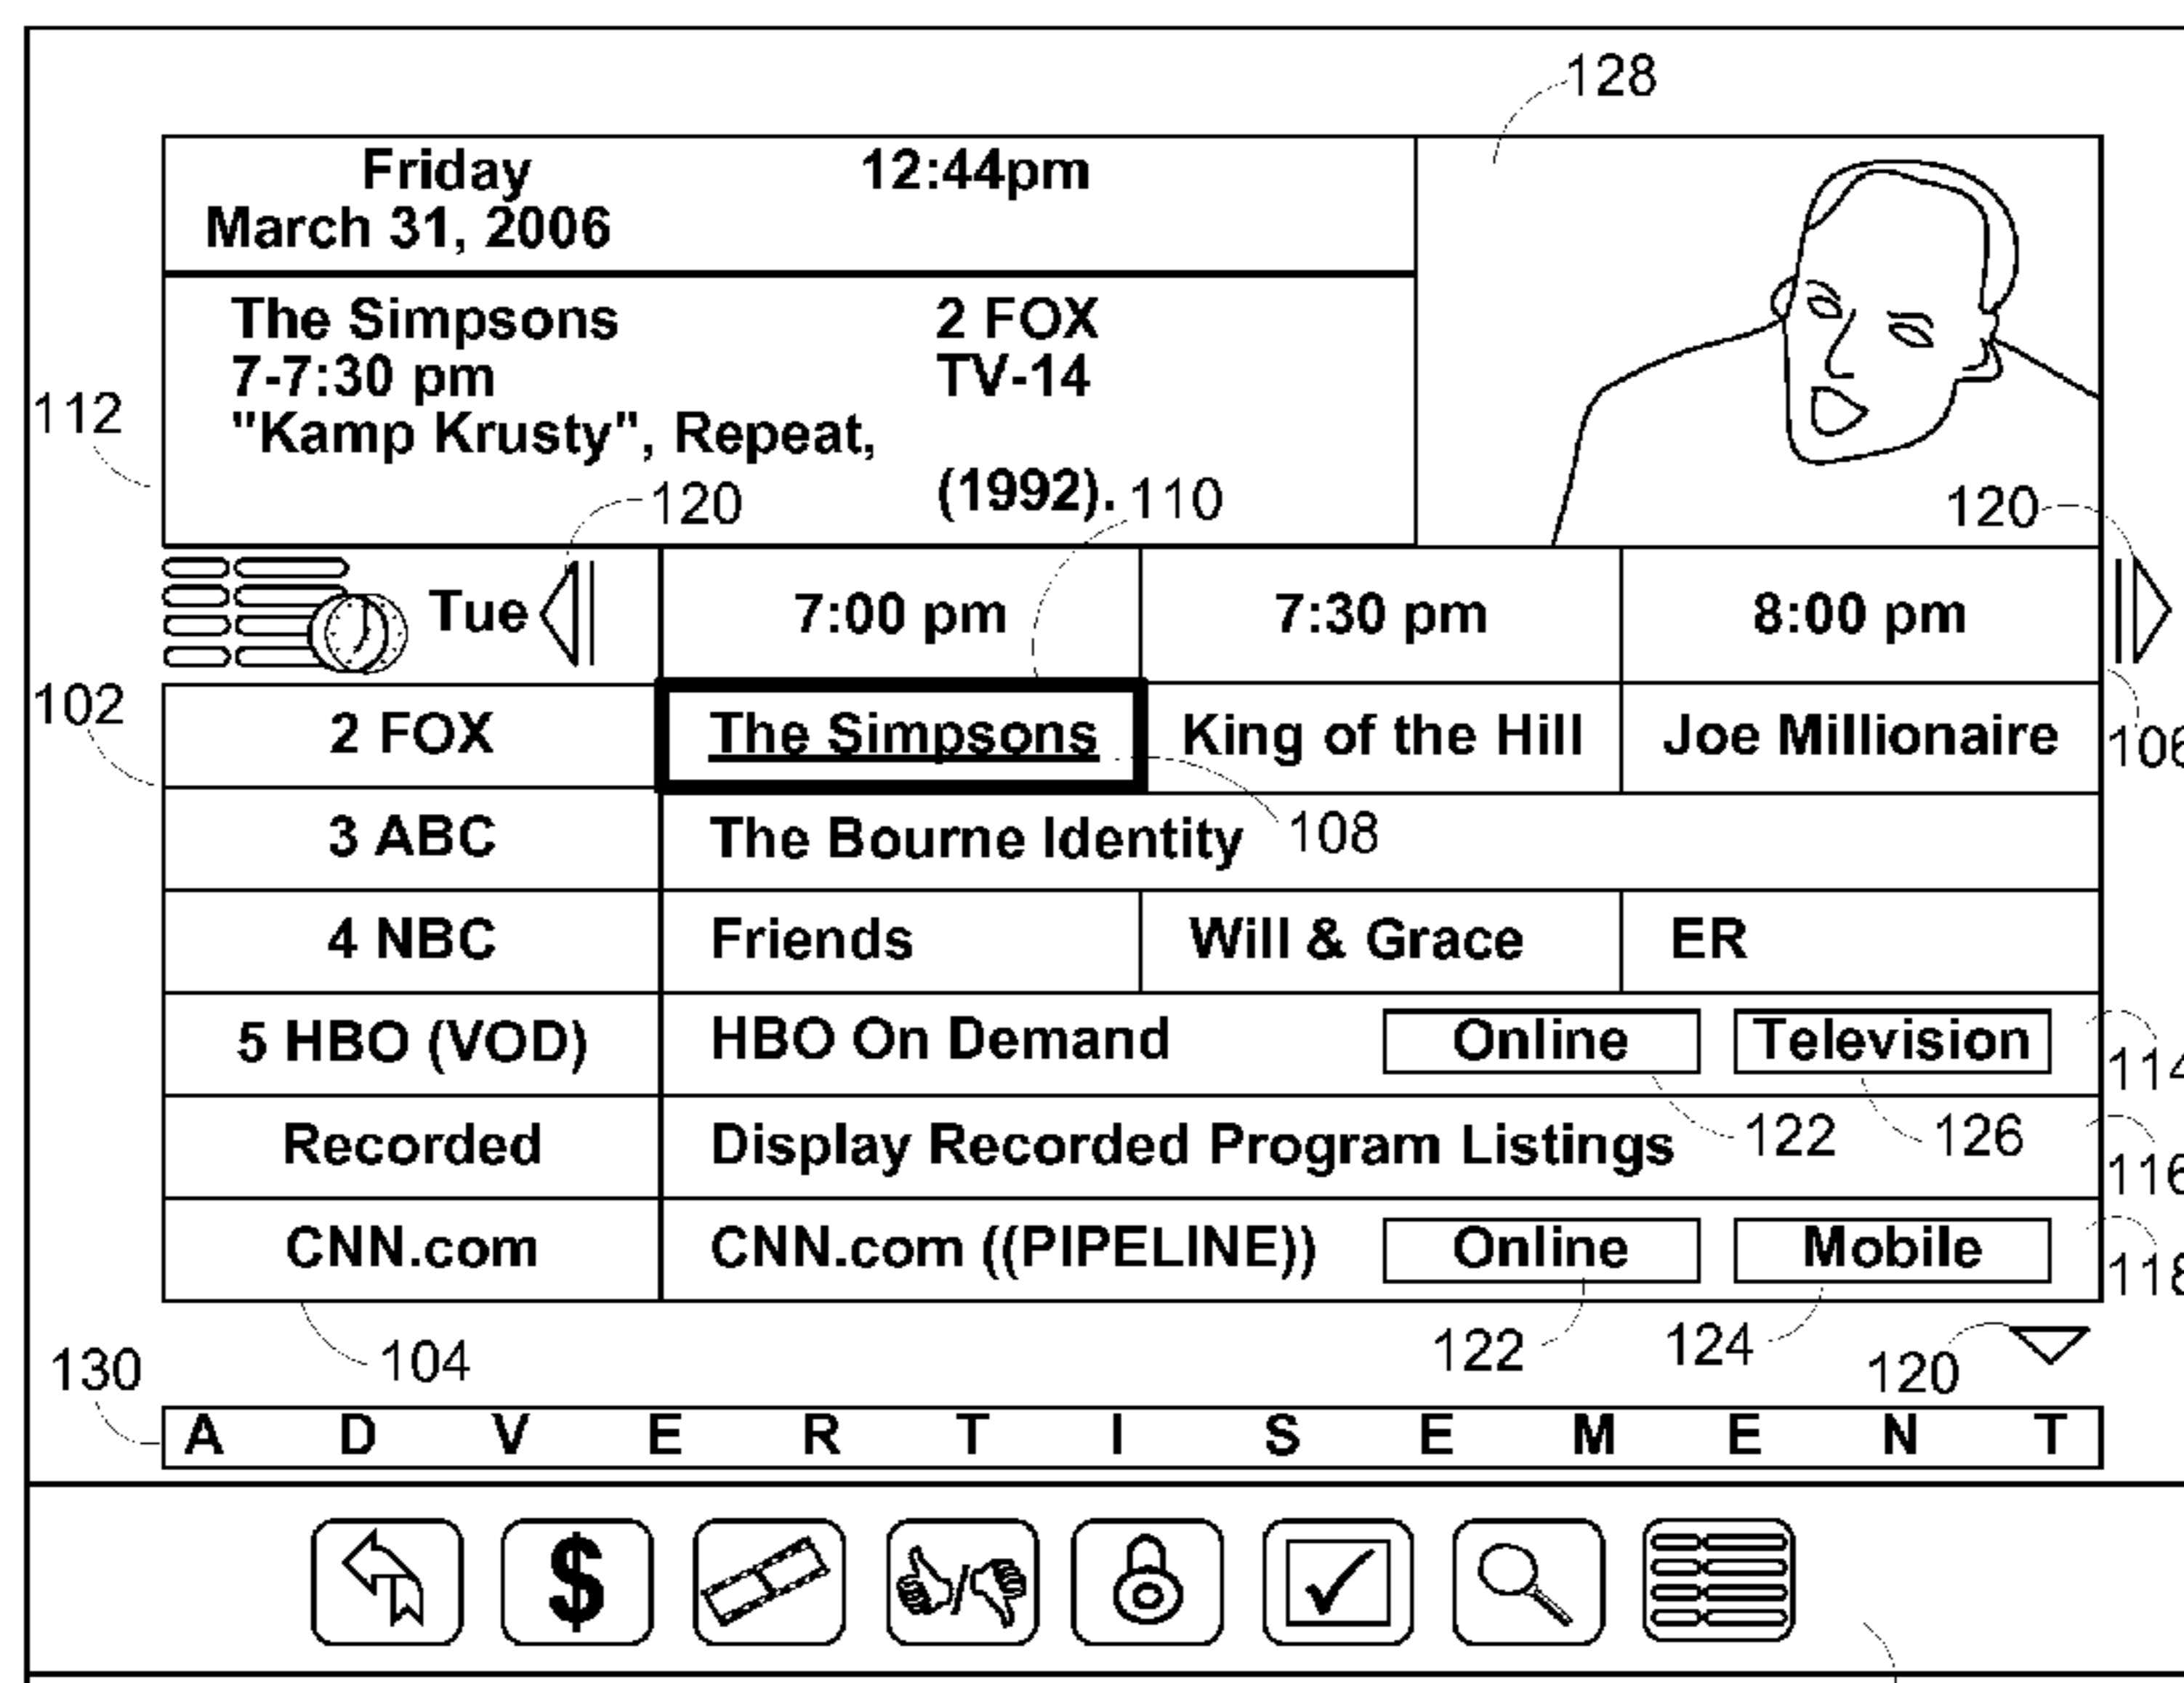 128
Friday 12:44pm
March 31, 2006
The Simpsons 2 FOX
7-7:30 pm TV-14
112
"Kamp Krusty", Repeat,
(1992). 110
120 120
Tue 7:00 pm 7:30 pm 8:00 pm
102
2 FOX The Simpsons King of the Hill Joe Millionaire 106
3 ABC The Bourne Identity 108
4 NBC Friends Will & Grace ER
5 HBO (VOD) HBO On Demand Online Television 114
122 126
Recorded Display Recorded Program Listings 116
CNN.com CNN.com ((PIPELINE)) Online Mobile 118
130 104 122 124 120
A D V E R T I S E M E N T
$